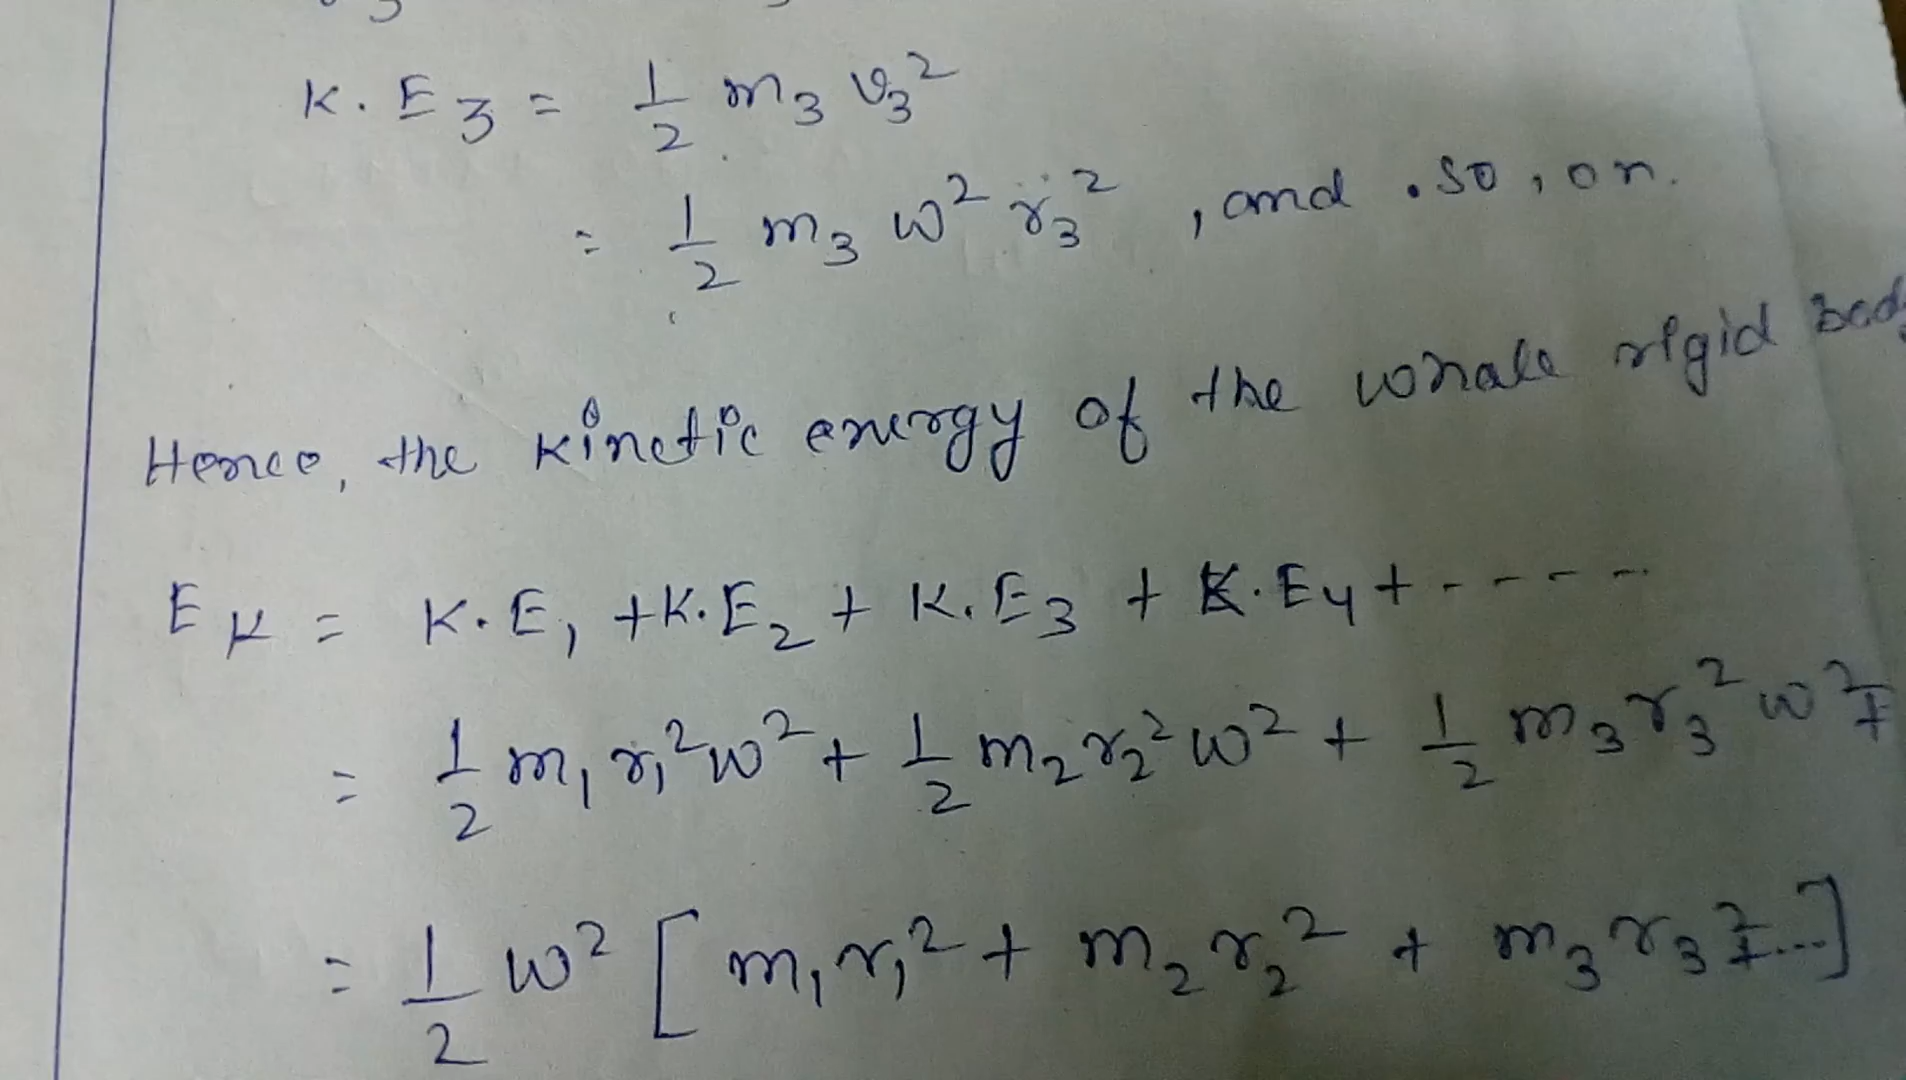 K.E₃ = 1/2 m₃ v₃²
= 1/2 m₃ ω² r₃² , and . so , on.
Hence, the kinetic energy of the whole rigid body
E K = K.E₁ + K.E₂ + K.E₃ + K.E₄ + - - - - -
= 1/2 m₁ r₁² ω² + 1/2 m₂ r₂² ω² + 1/2 m₃ r₃² ω² +
= 1/2 ω² [ m₁ r₁² + m₂ r₂² + m₃ r₃² + ... ]